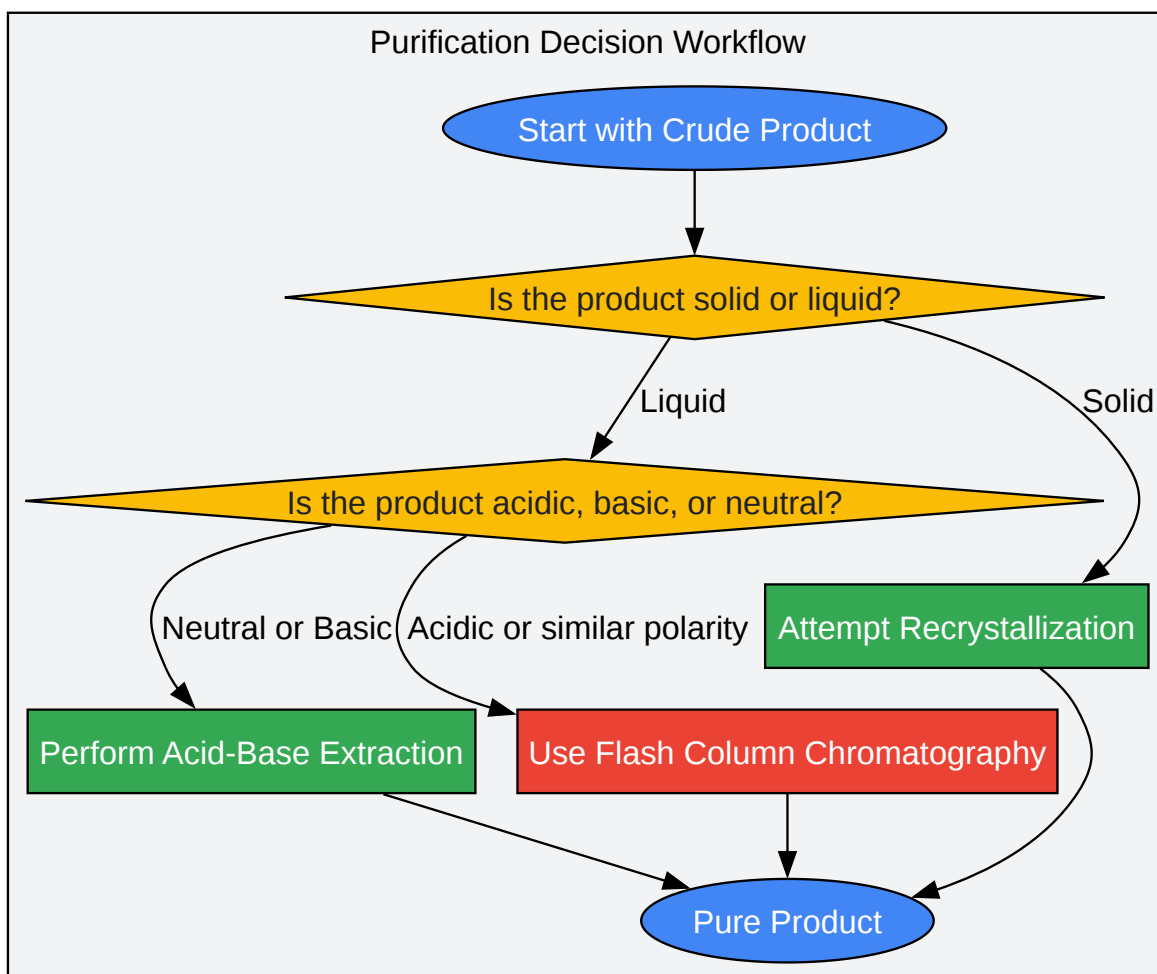 Purification Decision Workflow
Start with Crude Product
Is the product solid or liquid?
Liquid
Solid
Is the product acidic, basic, or neutral?
Neutral or Basic
Acidic or similar polarity
Attempt Recrystallization
Perform Acid-Base Extraction
Use Flash Column Chromatography
Pure Product